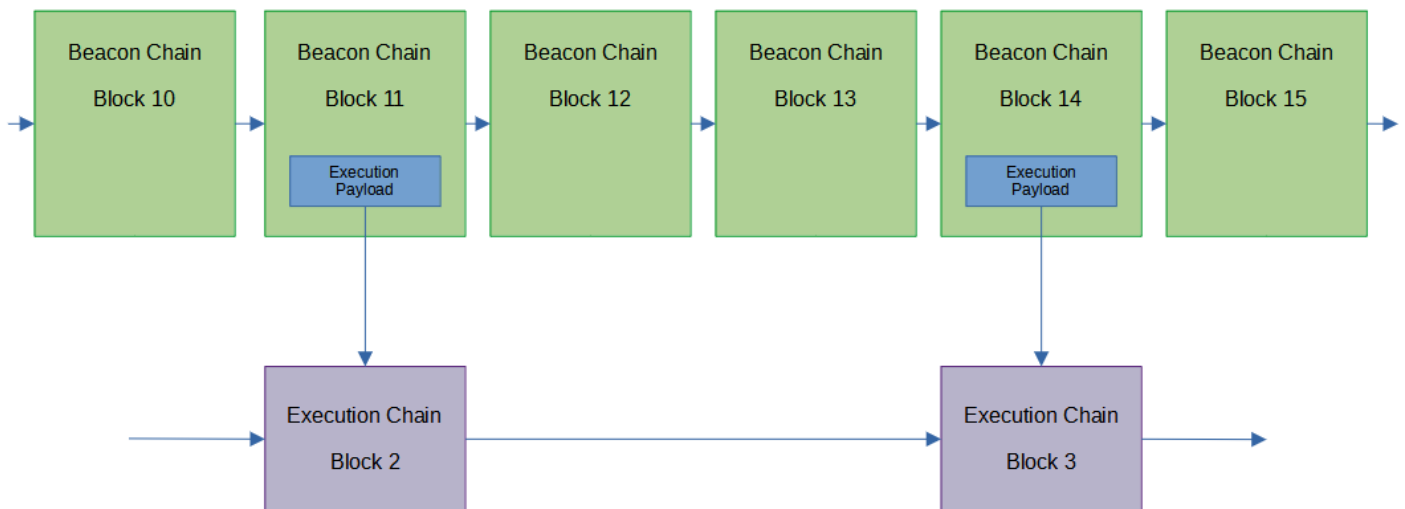 Beacon Chain
Block 10
Beacon Chain
Block 11
Execution
Payload
Beacon Chain
Block 12
Beacon Chain
Block 13
Beacon Chain
Block 14
Execution
Payload
Beacon Chain
Block 15
Execution Chain
Block 2
Execution Chain
Block 3